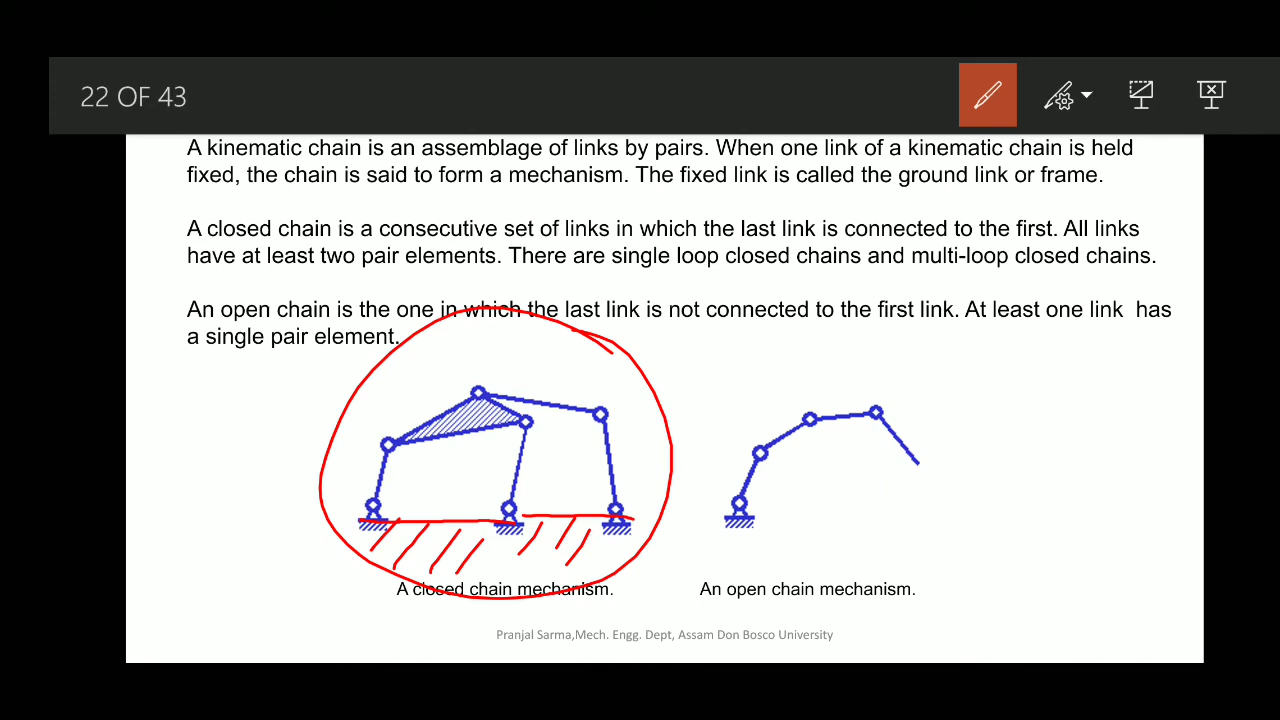 22 OF 43
A kinematic chain is an assemblage of links by pairs. When one link of a kinematic chain is held
fixed, the chain is said to form a mechanism. The fixed link is called the ground link or frame.
A closed chain is a consecutive set of links in which the last link is connected to the first. All links
have at least two pair elements. There are single loop closed chains and multi-loop closed chains.
An open chain is the one in which the last link is not connected to the first link. At least one link has
a single pair element.
A closed chain mechanism.
An open chain mechanism.
Pranjal Sarma,Mech. Engg. Dept, Assam Don Bosco University